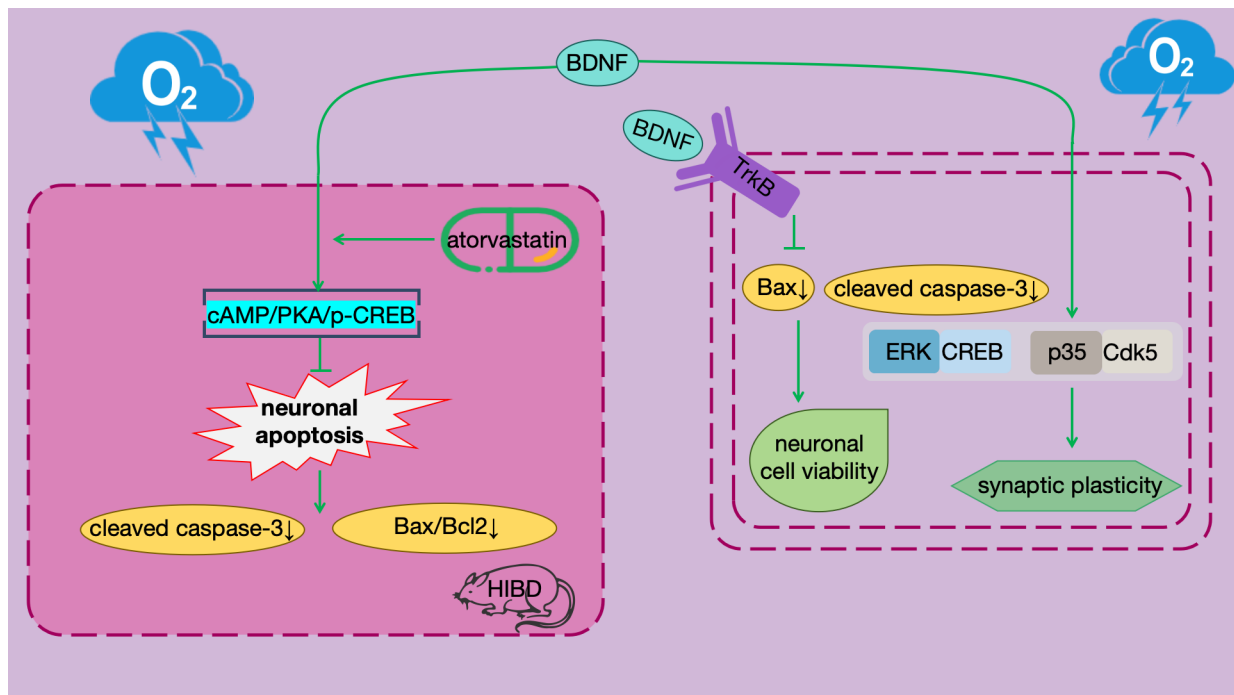 O2
BDNF
O2
BDNF
TrkB
atorvastatin
cAMP/PKA/p-CREB
neuronal
apoptosis
cleaved caspase-3↓
Bax/Bcl2↓
HIBD
Bax↓
cleaved caspase-3↓
ERK CREB
p35 Cdk5
neuronal
cell viability
synaptic plasticity